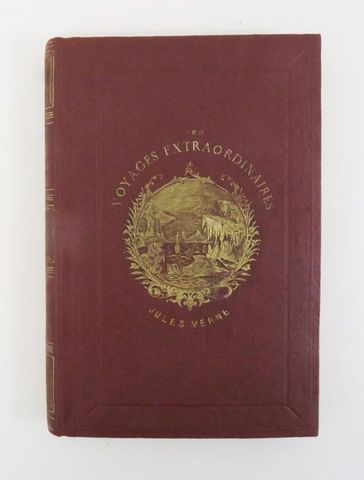 VOYAGES EXTRAORDINAIRES
JULES VERNE